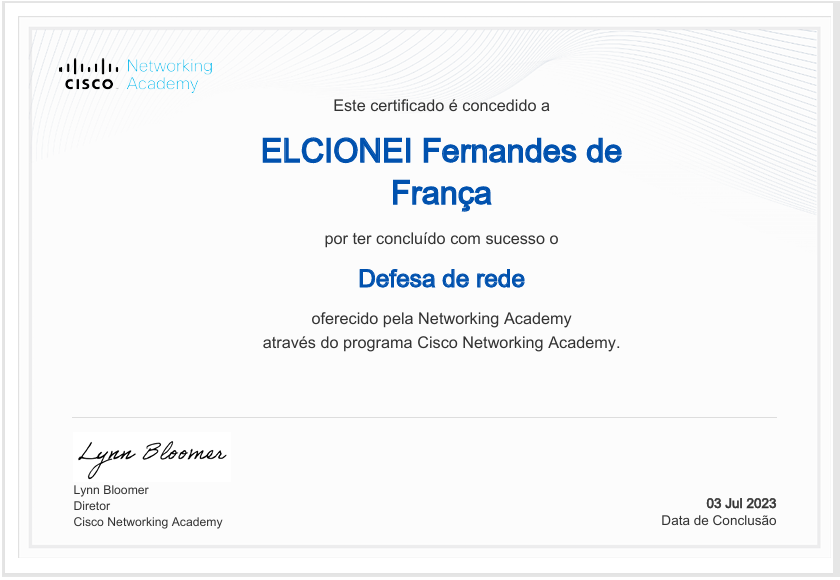 Networking
CISCO Academy
Este certificado é concedido a
ELCIONEI Fernandes de
França
por ter concluído com sucesso o
Defesa de rede
oferecido pela Networking Academy
através do programa Cisco Networking Academy.
Lynn Bloomer
Lynn Bloomer
Diretor
Cisco Networking Academy
03 Jul 2023
Data de Conclusão